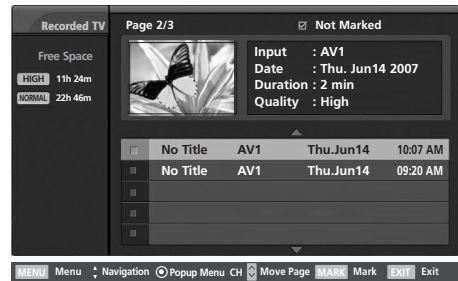 Recorded TV
Page 2/3
Not Marked
Free Space
HIGH 11h 24m
NORMAL 22h 46m
Input : AV1
Date : Thu. Jun14 2007
Duration : 2 min
Quality : High
No Title AV1 Thu.Jun14 10:07 AM
No Title AV1 Thu.Jun14 09:20 AM
MENU Menu Navigation Popup Menu CH Move Page MARK Mark EXIT Exit